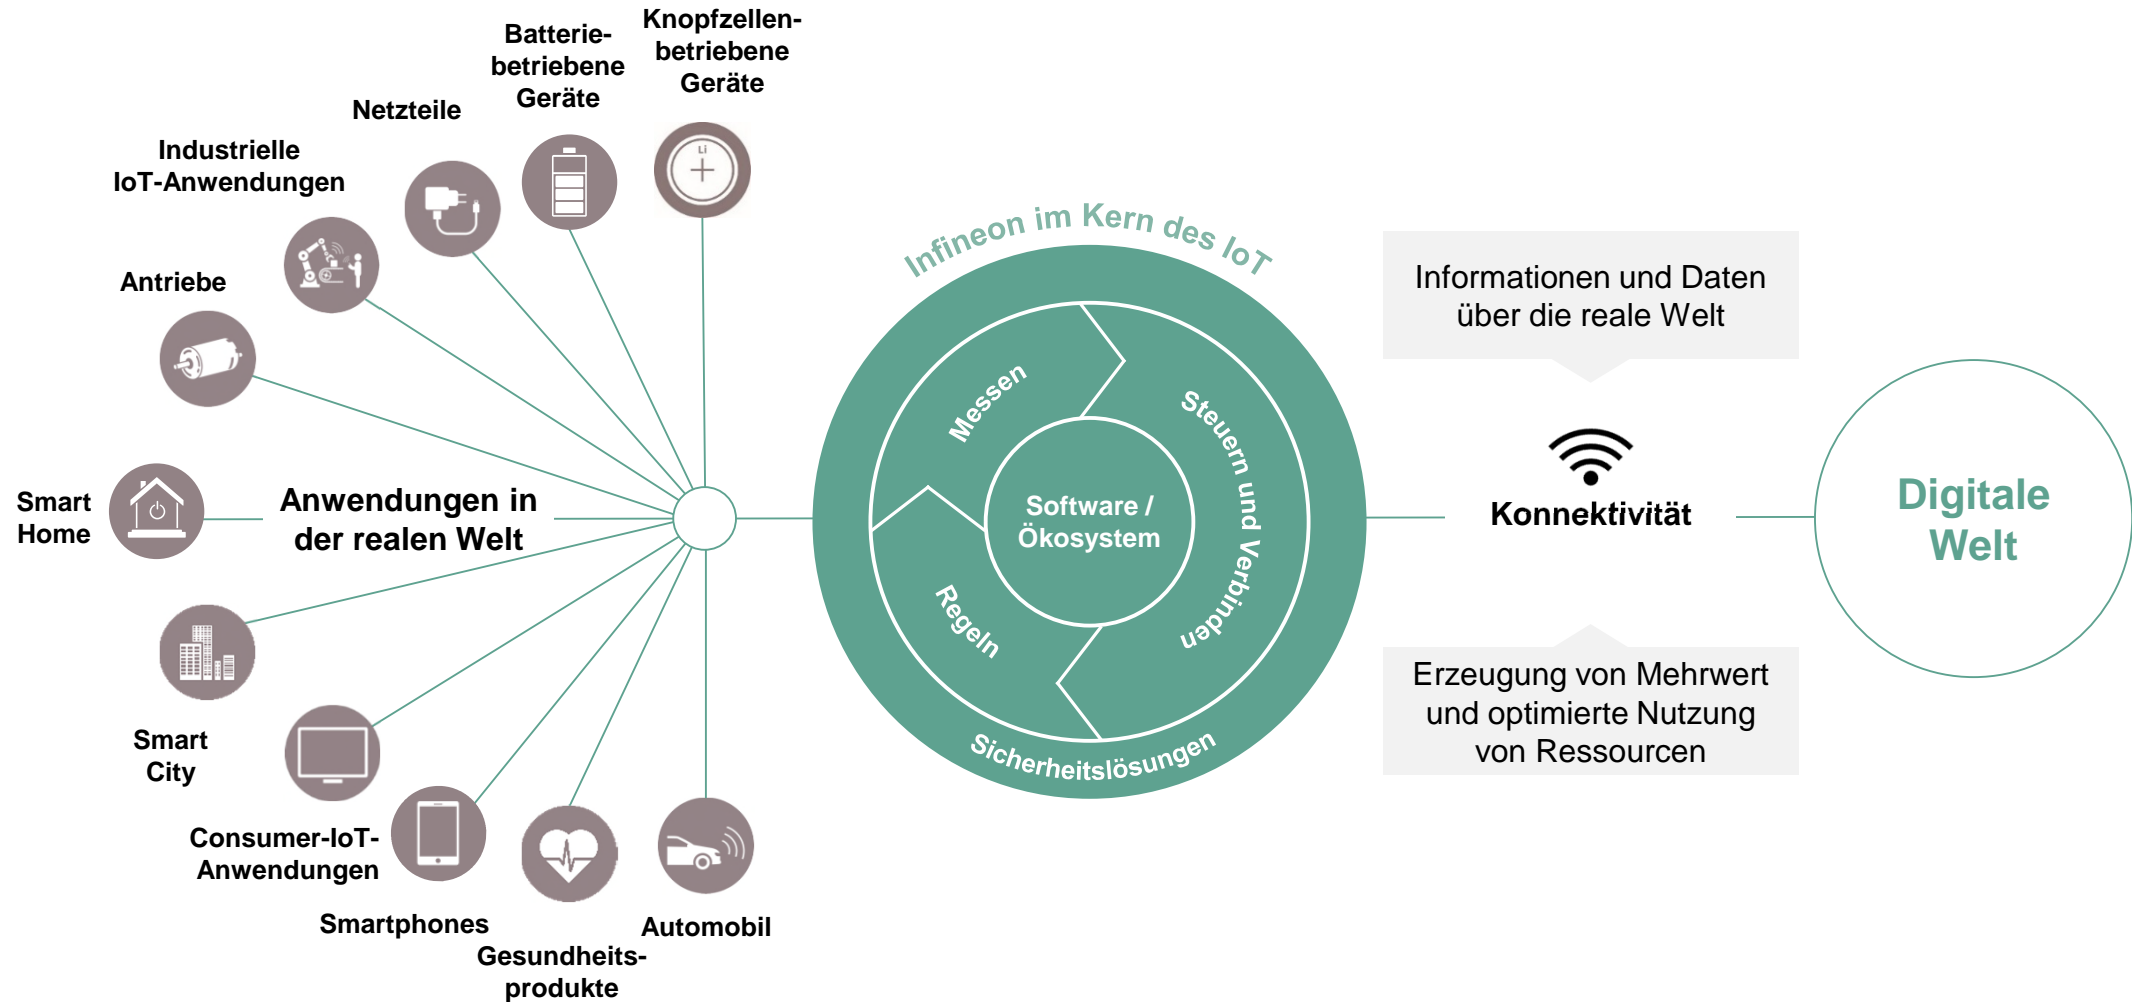 Knopfzellen-
betriebene
Geräte
Batterie-
betriebene
Geräte
Netzteile
Industrielle
IoT-Anwendungen
Antriebe
Smart
Home
Anwendungen in
der realen Welt
Smart
City
Consumer-IoT-
Anwendungen
Smartphones
Gesundheits-
produkte
Automobil
Li
Infineon im Kern des IoT
Messen
Steuern und Verbinden
Regeln
Software /
Ökosystem
Sicherheitslösungen
Informationen und Daten
über die reale Welt
Konnektivität
Erzeugung von Mehrwert
und optimierte Nutzung
von Ressourcen
Digitale
Welt